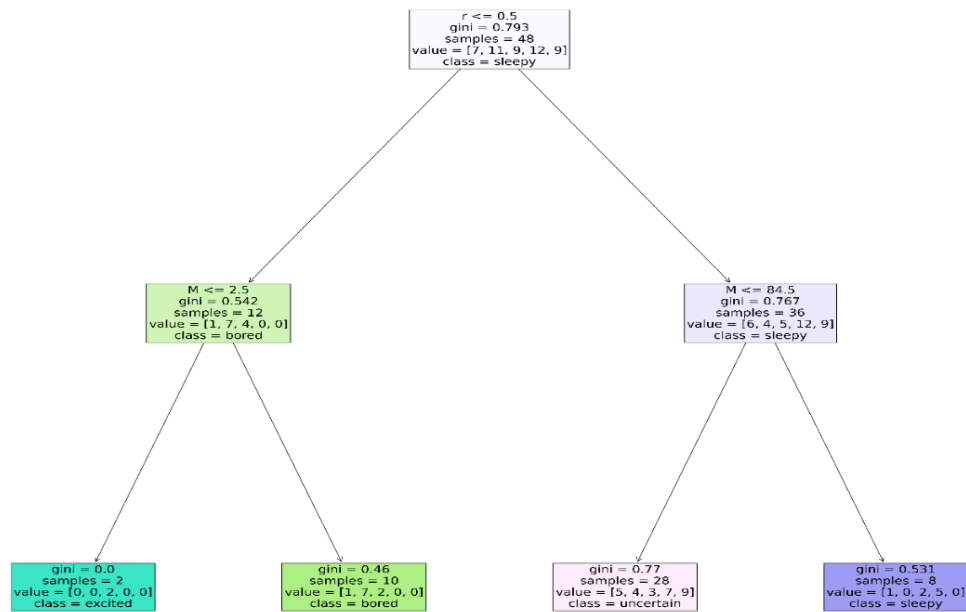 r <= 0.5
gini = 0.793
samples = 48
value = [7, 11, 9, 12, 9]
class = sleepy
M <= 2.5
gini = 0.542
samples = 12
value = [1, 7, 4, 0, 0]
class = bored
M <= 84.5
gini = 0.767
samples = 36
value = [6, 4, 5, 12, 9]
class = sleepy
gini = 0.0
samples = 2
value = [0, 0, 2, 0, 0]
class = excited
gini = 0.46
samples = 10
value = [1, 7, 2, 0, 0]
class = bored
gini = 0.77
samples = 28
value = [5, 4, 3, 7, 9]
class = uncertain
gini = 0.531
samples = 8
value = [1, 0, 2, 5, 0]
class = sleepy